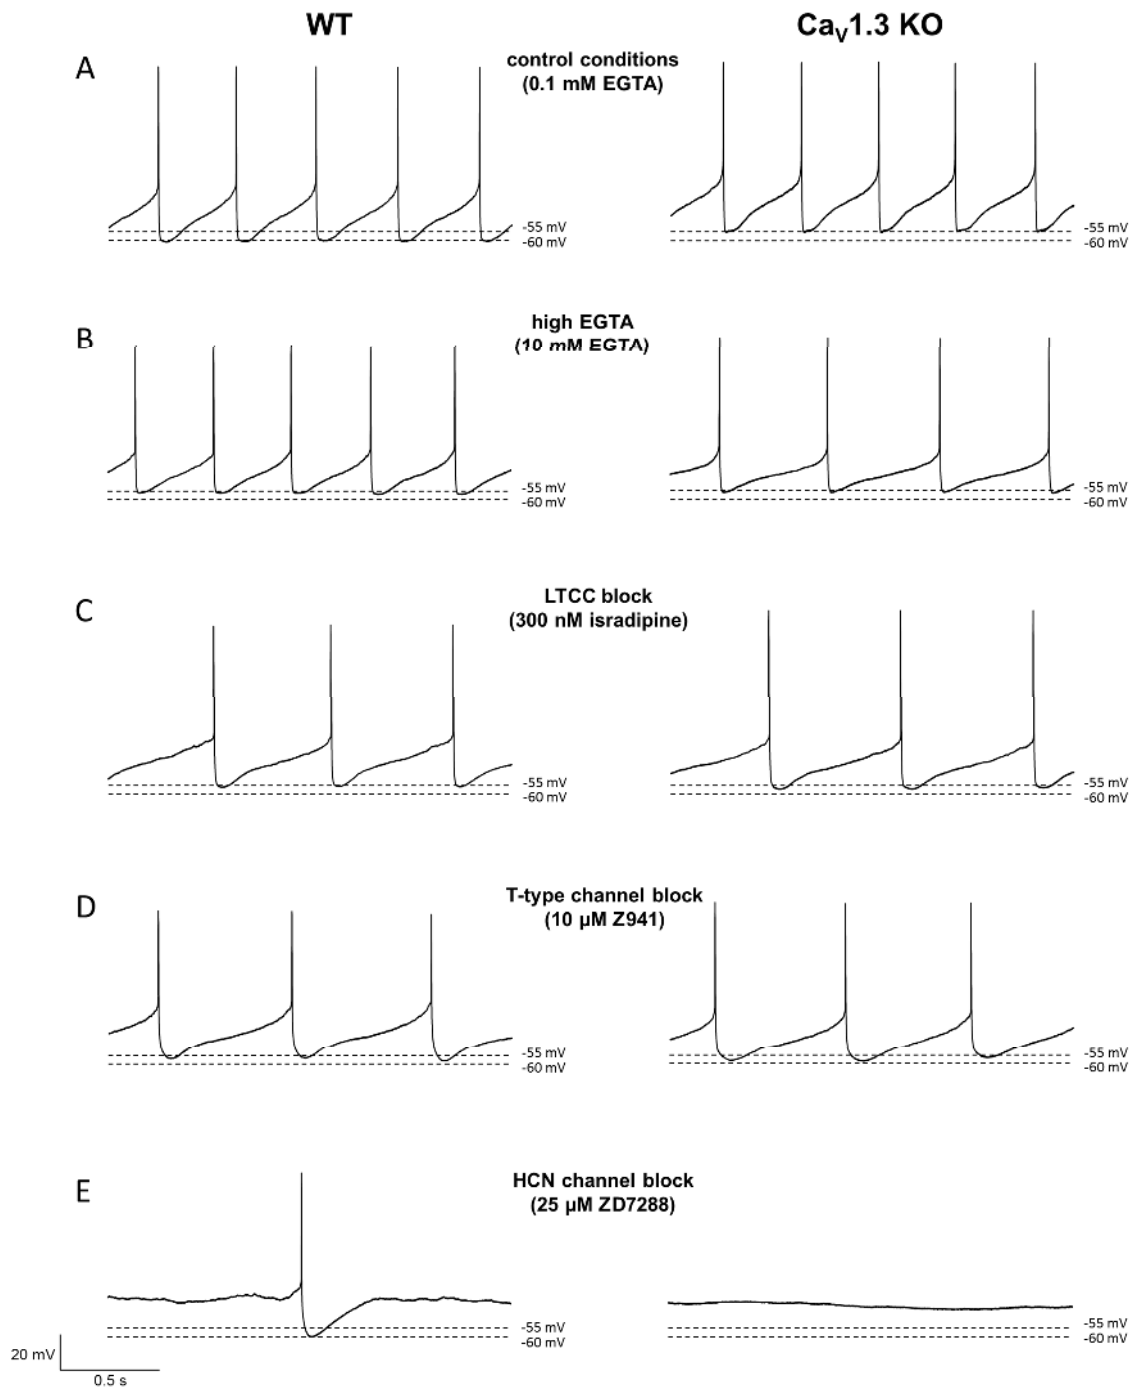 WT
Caᵥ1.3 KO
A
control conditions
(0.1 mM EGTA)
-55 mV
-60 mV
-55 mV
-60 mV
B
high EGTA
(10 mM EGTA)
-55 mV
-60 mV
-55 mV
-60 mV
C
LTCC block
(300 nM isradipine)
-55 mV
-60 mV
-55 mV
-60 mV
D
T-type channel block
(10 µM Z941)
-55 mV
-60 mV
-55 mV
-60 mV
E
HCN channel block
(25 µM ZD7288)
-55 mV
-60 mV
-55 mV
-60 mV
20 mV
0.5 s